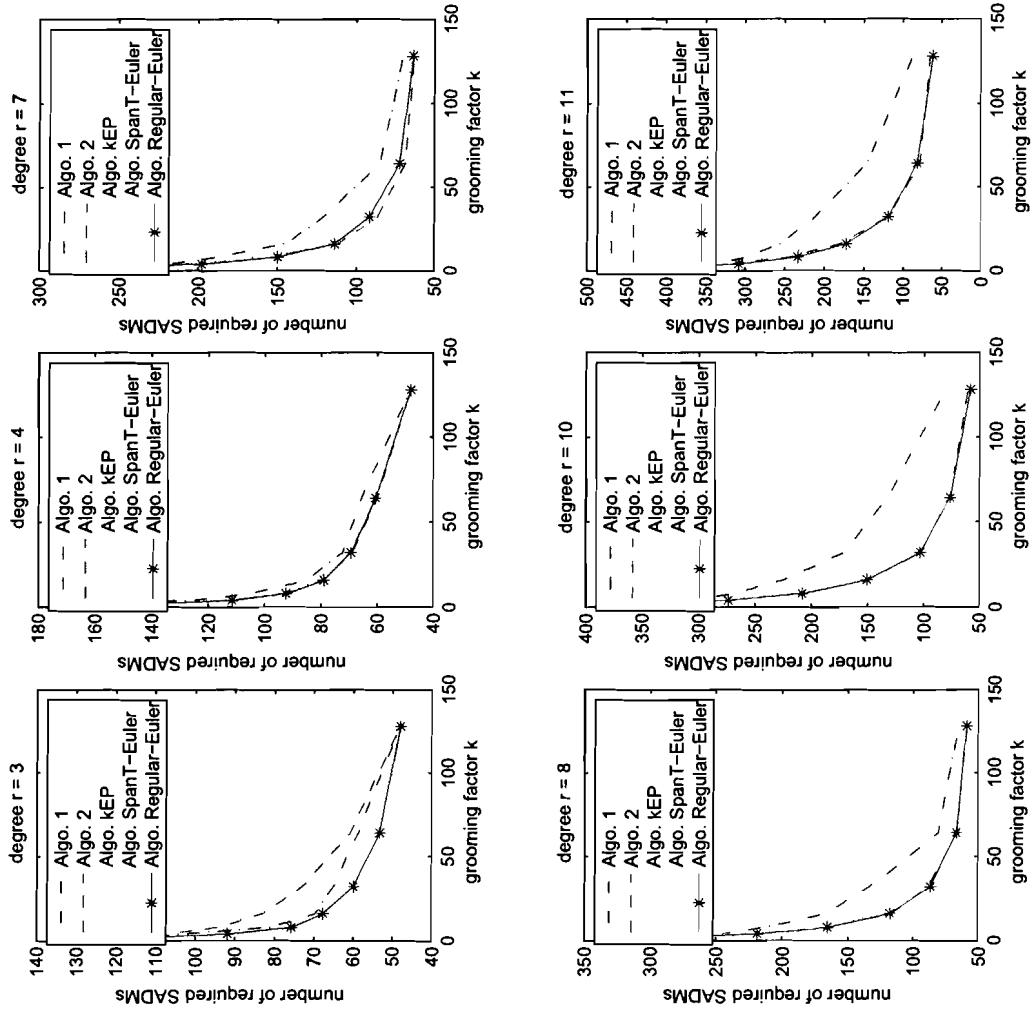 degree r = 3
number of required SADMs
140
130
120
110
100
90
80
70
60
50
40
Algo. 1
Algo. 2
Algo. kEP
Algo. SpanT-Euler
Algo. Regular-Euler
0
50
100
150
grooming factor k
degree r = 4
number of required SADMs
180
160
140
120
100
80
60
40
Algo. 1
Algo. 2
Algo. kEP
Algo. SpanT-Euler
Algo. Regular-Euler
0
50
100
150
grooming factor k
degree r = 7
number of required SADMs
300
250
200
150
100
50
Algo. 1
Algo. 2
Algo. kEP
Algo. SpanT-Euler
Algo. Regular-Euler
0
50
100
150
grooming factor k
degree r = 8
number of required SADMs
350
300
250
200
150
100
50
Algo. 1
Algo. 2
Algo. kEP
Algo. SpanT-Euler
Algo. Regular-Euler
0
50
100
150
grooming factor k
degree r = 10
number of required SADMs
400
350
300
250
200
150
100
50
Algo. 1
Algo. 2
Algo. kEP
Algo. SpanT-Euler
Algo. Regular-Euler
0
50
100
150
grooming factor k
degree r = 11
number of required SADMs
500
450
400
350
300
250
200
150
100
50
0
Algo. 1
Algo. 2
Algo. kEP
Algo. SpanT-Euler
Algo. Regular-Euler
0
50
100
150
grooming factor k